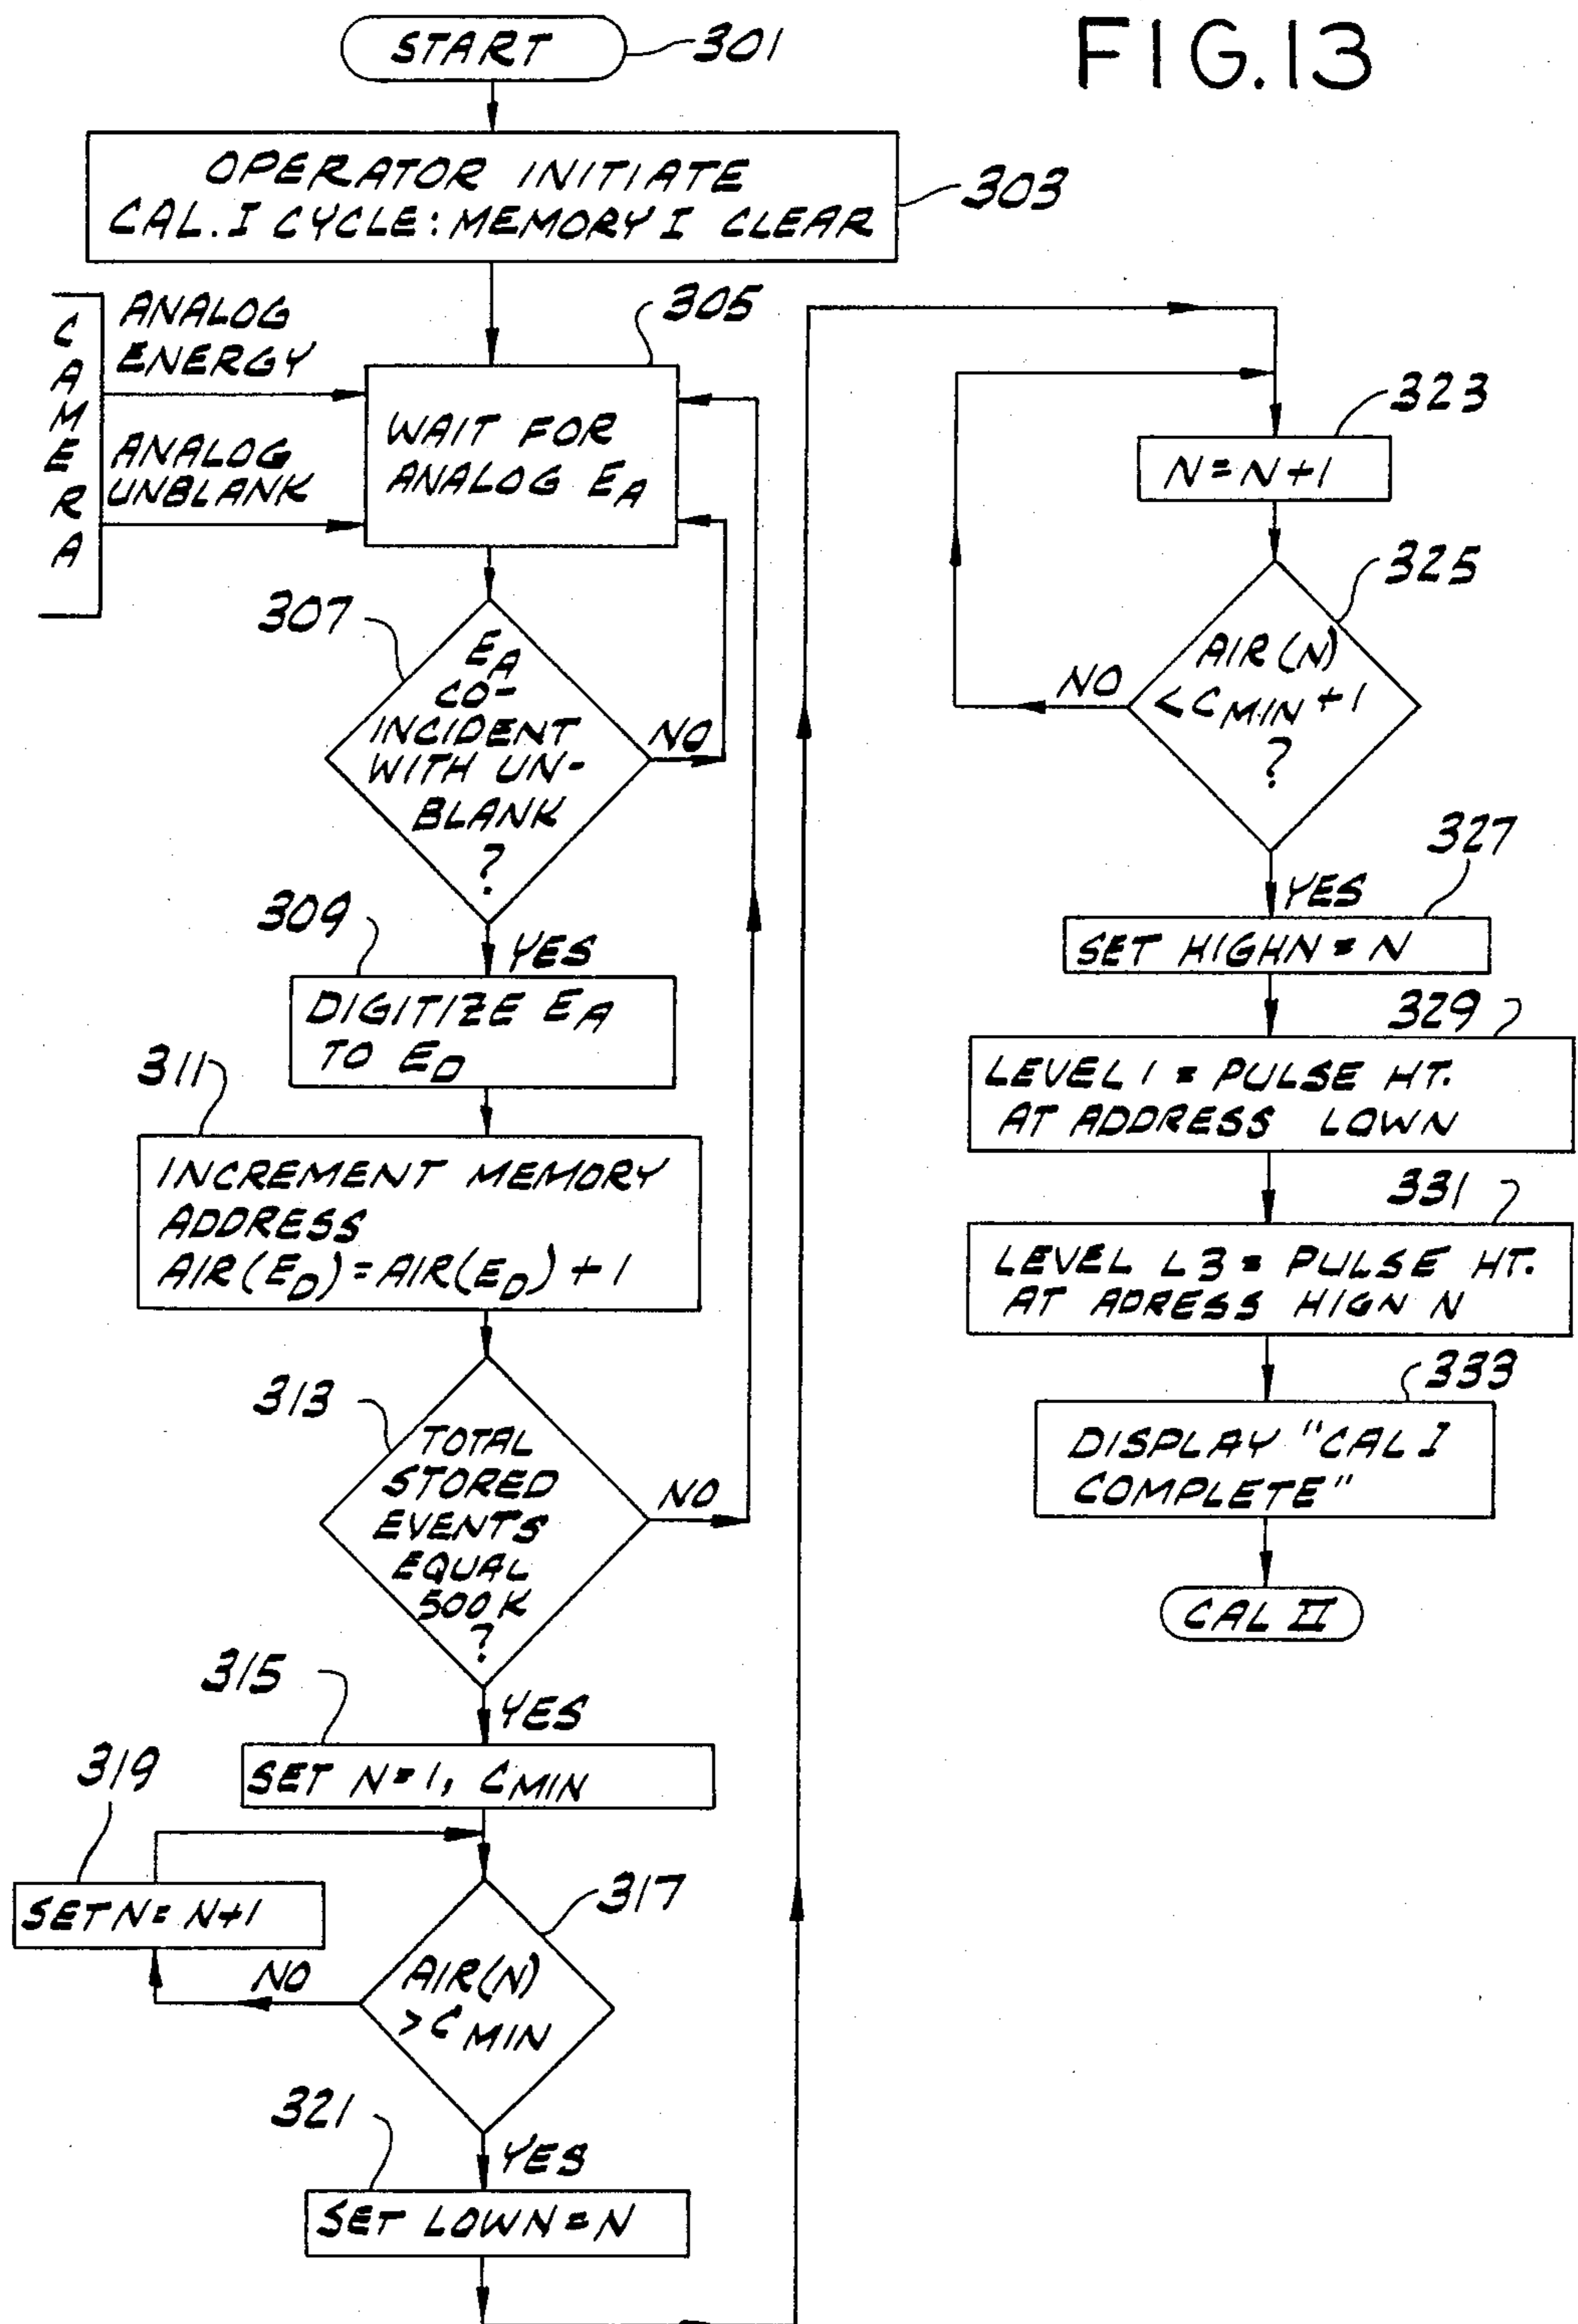 FIG. 13
START
301
OPERATOR INITIATE
CAL. I CYCLE: MEMORY I CLEAR
303
CAMERA
ANALOG
ENERGY
ANALOG
UNBLANK
305
WAIT FOR
ANALOG EA
307
EA
CO-
INCIDENT
WITH UN-
BLANK
?
NO
YES
309
DIGITIZE EA
TO ED
311
INCREMENT MEMORY
ADDRESS
AIR(ED)=AIR(ED)+1
313
TOTAL
STORED
EVENTS
EQUAL
500K
?
NO
YES
315
SET N=1, CMIN
319
SET N=N+1
317
AIR(N)
>CMIN
NO
YES
321
SET LOWN=N
323
N=N+1
325
AIR(N)
<CMIN+1
?
NO
YES
327
SET HIGHN=N
329
LEVEL 1 = PULSE HT.
AT ADDRESS LOWN
331
LEVEL L3 = PULSE HT.
AT ADRESS HIGN N
333
DISPLAY "CAL I
COMPLETE"
CAL II